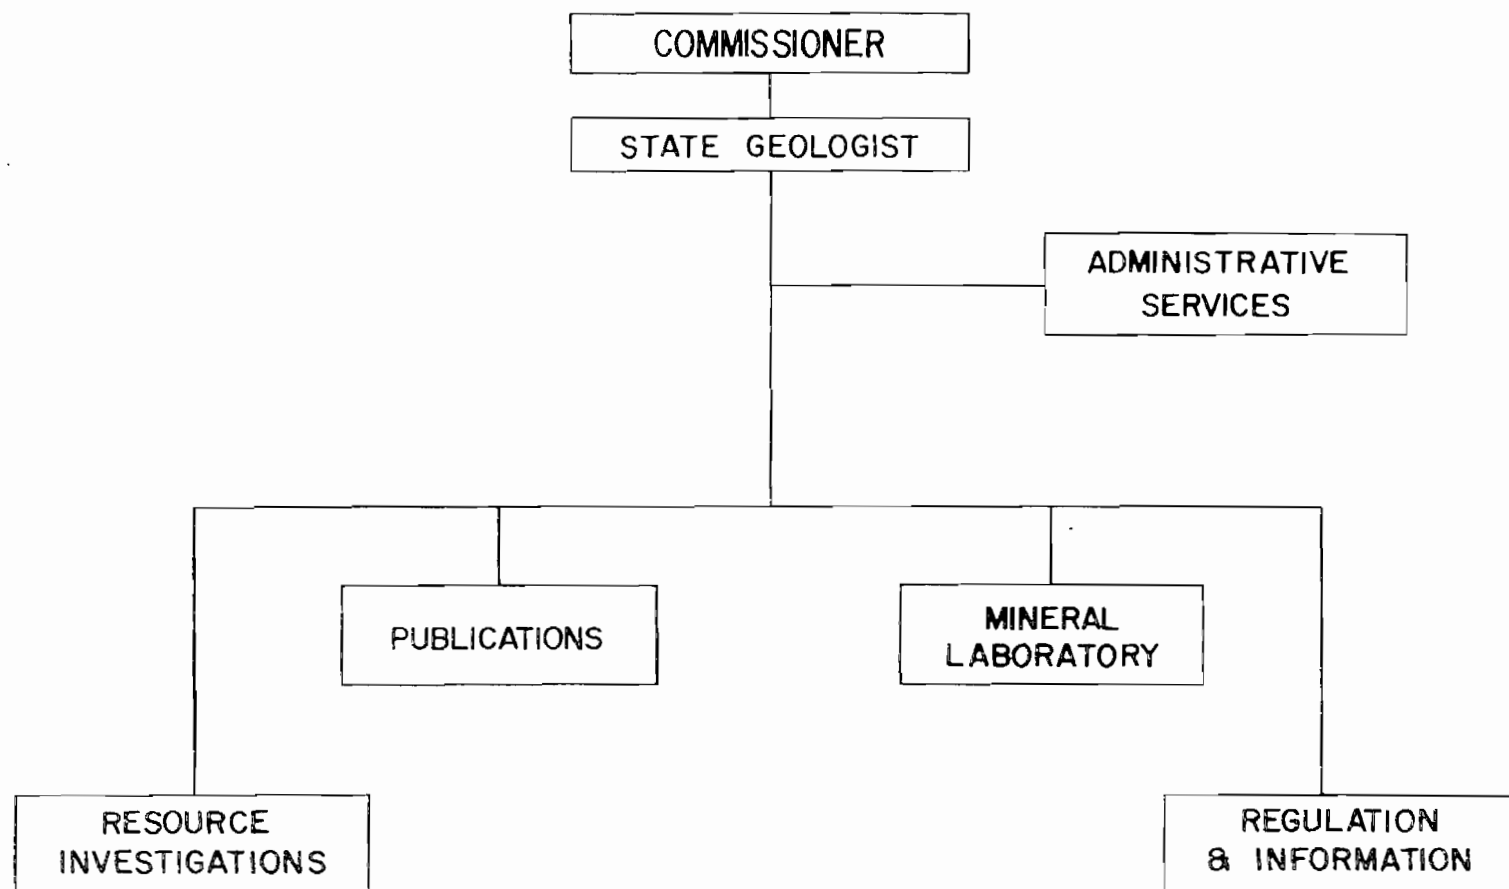 COMMISSIONER
STATE GEOLOGIST
ADMINISTRATIVE
SERVICES
PUBLICATIONS
MINERAL
LABORATORY
RESOURCE
INVESTIGATIONS
REGULATION
& INFORMATION